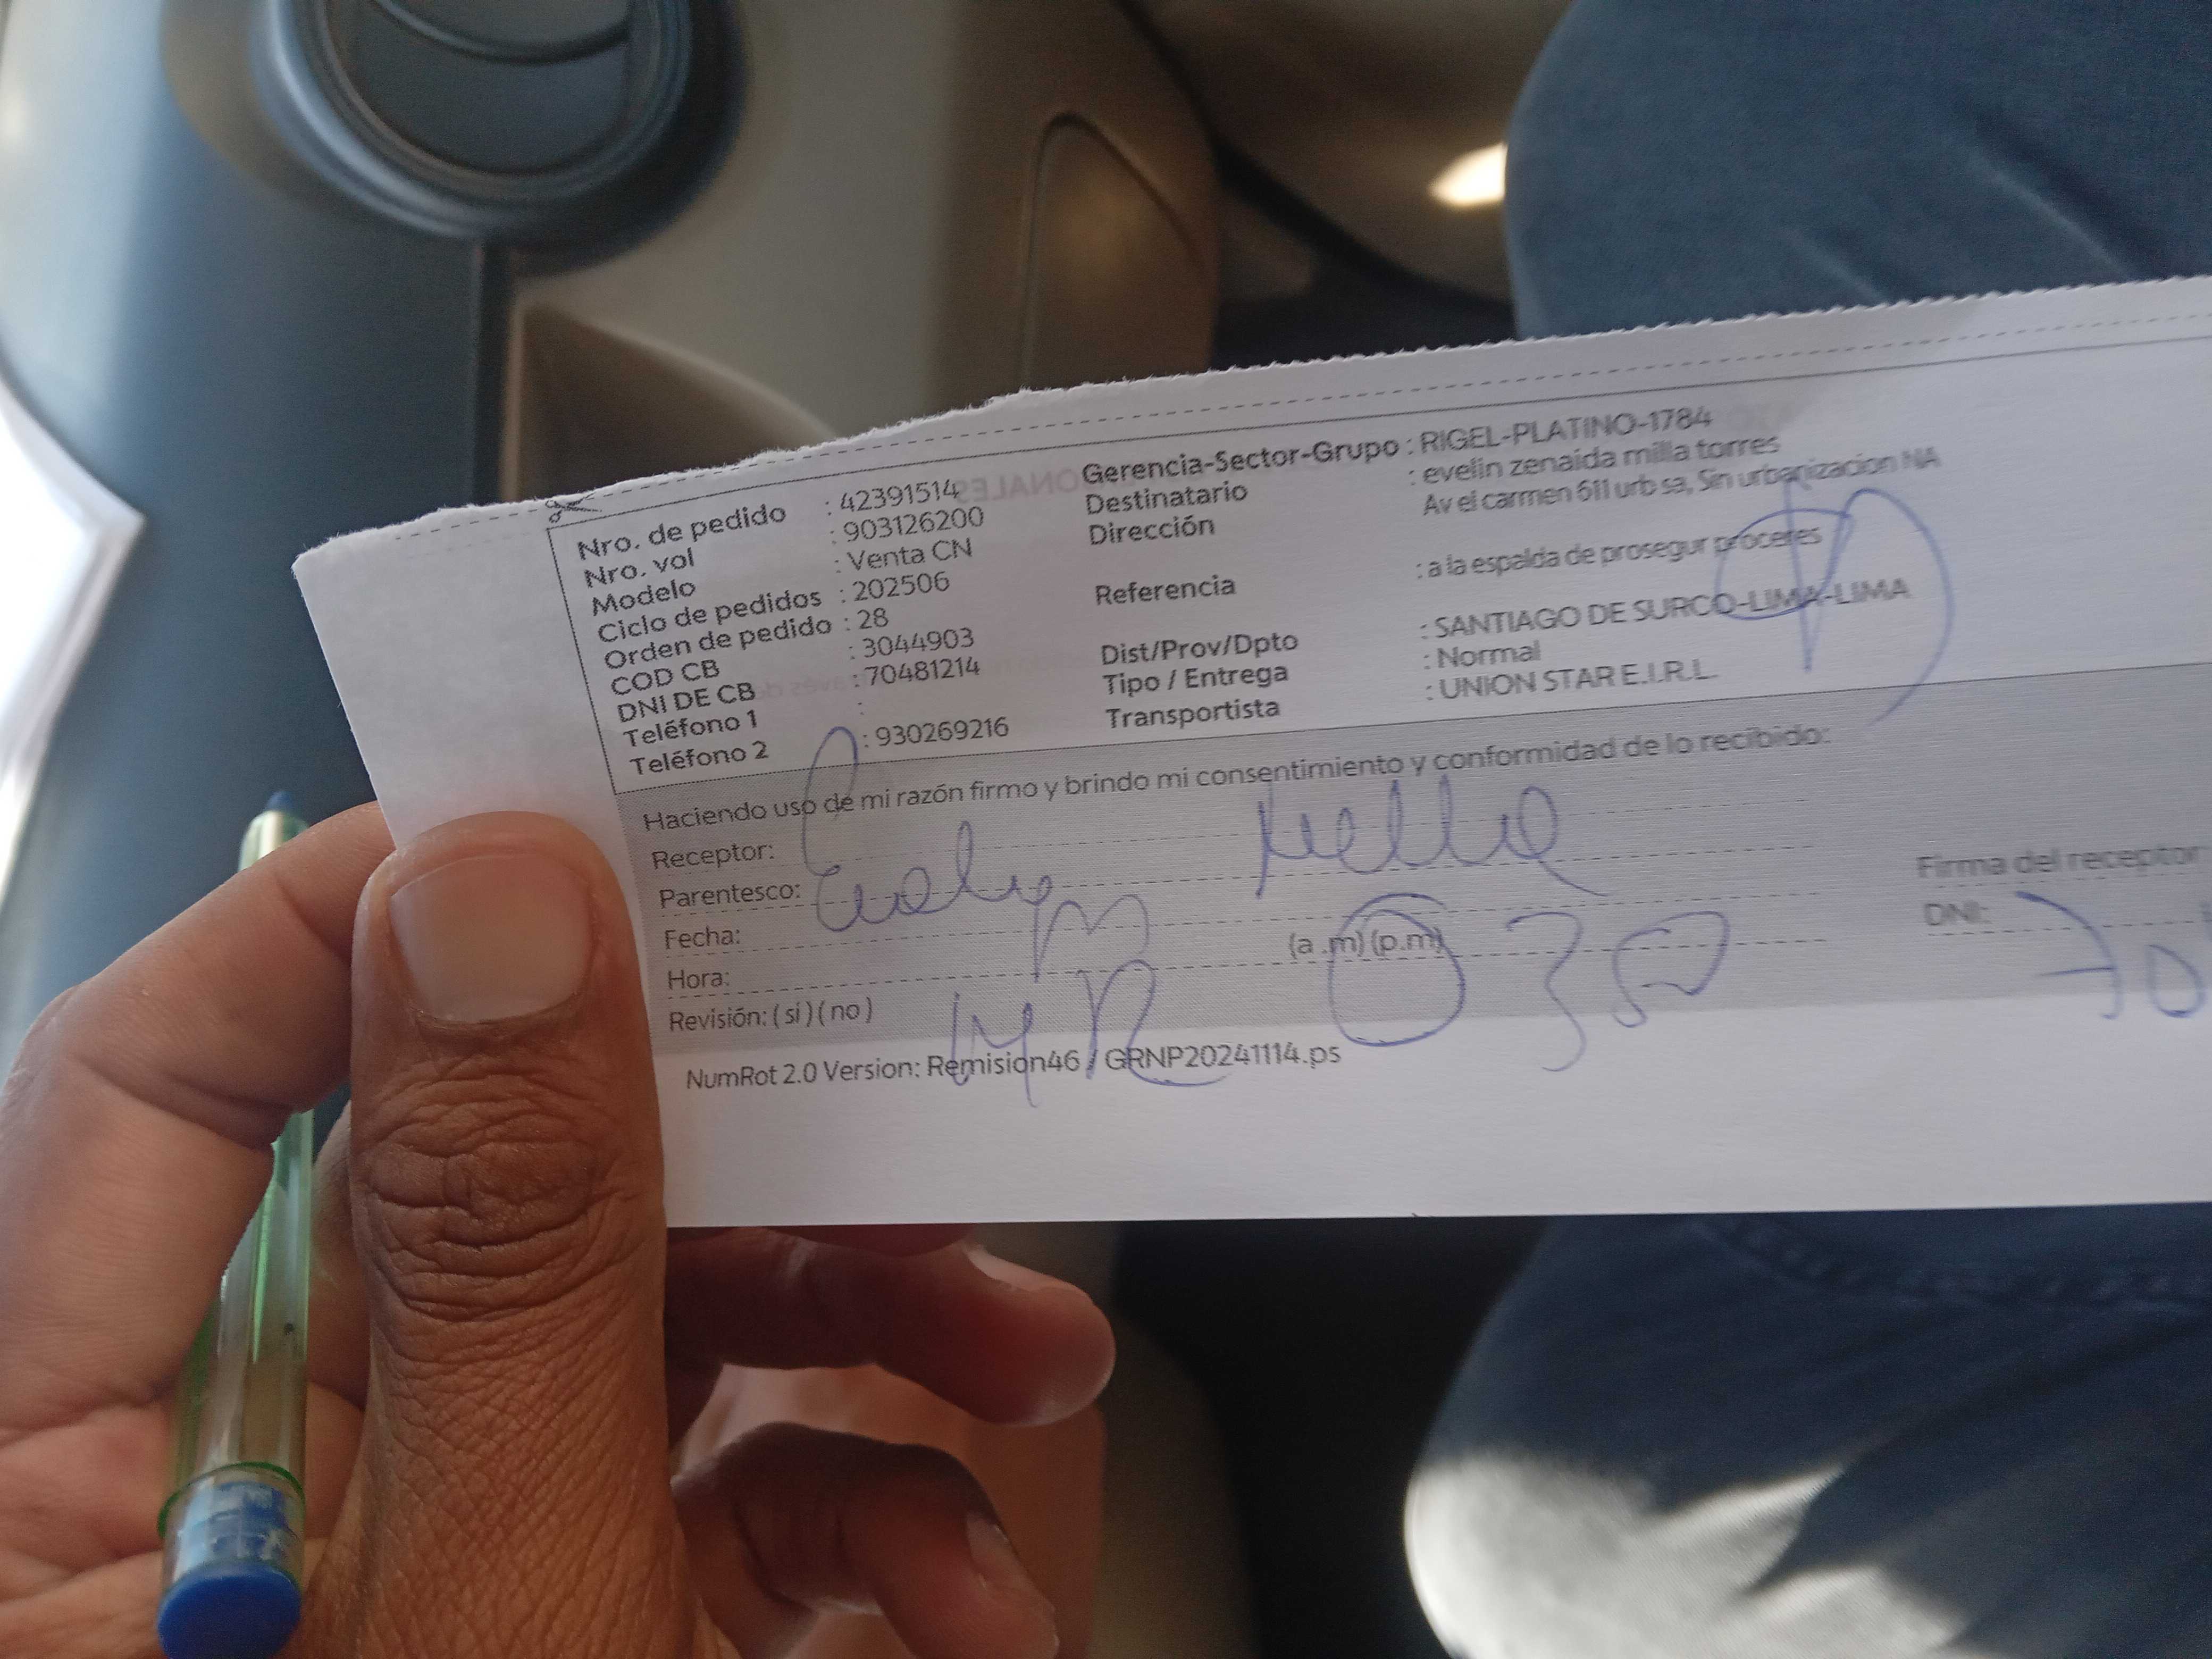 Nro. de pedido : 42391514
Nro. vol : 903126200
Modelo : Venta CN
Ciclo de pedidos : 202506
Orden de pedido : 28
COD CB : 3044903
DNI DE CB : 70481214
Teléfono 1 :
Teléfono 2 : 930269216
Gerencia-Sector-Grupo : RIGEL-PLATINO-1784
Destinatario : evelin zenaida milla torres
Dirección Av el carmen 611 urb sa, Sin urbanizacion NA
Referencia : a la espalda de prosegur proceres
Dist/Prov/Dpto : SANTIAGO DE SURCO-LIMA-LIMA
Tipo / Entrega : Normal
Transportista : UNION STAR E.I.R.L.
Haciendo uso de mi razón firmo y brindo mi consentimiento y conformidad de lo recibido:
Receptor:
Parentesco:
Fecha:
Hora: (a .m) (p.m)
Revisión: ( si ) ( no )
Firma del receptor
DNI: 70
NumRot 2.0 Version: Remision46 / GRNP20241114.ps